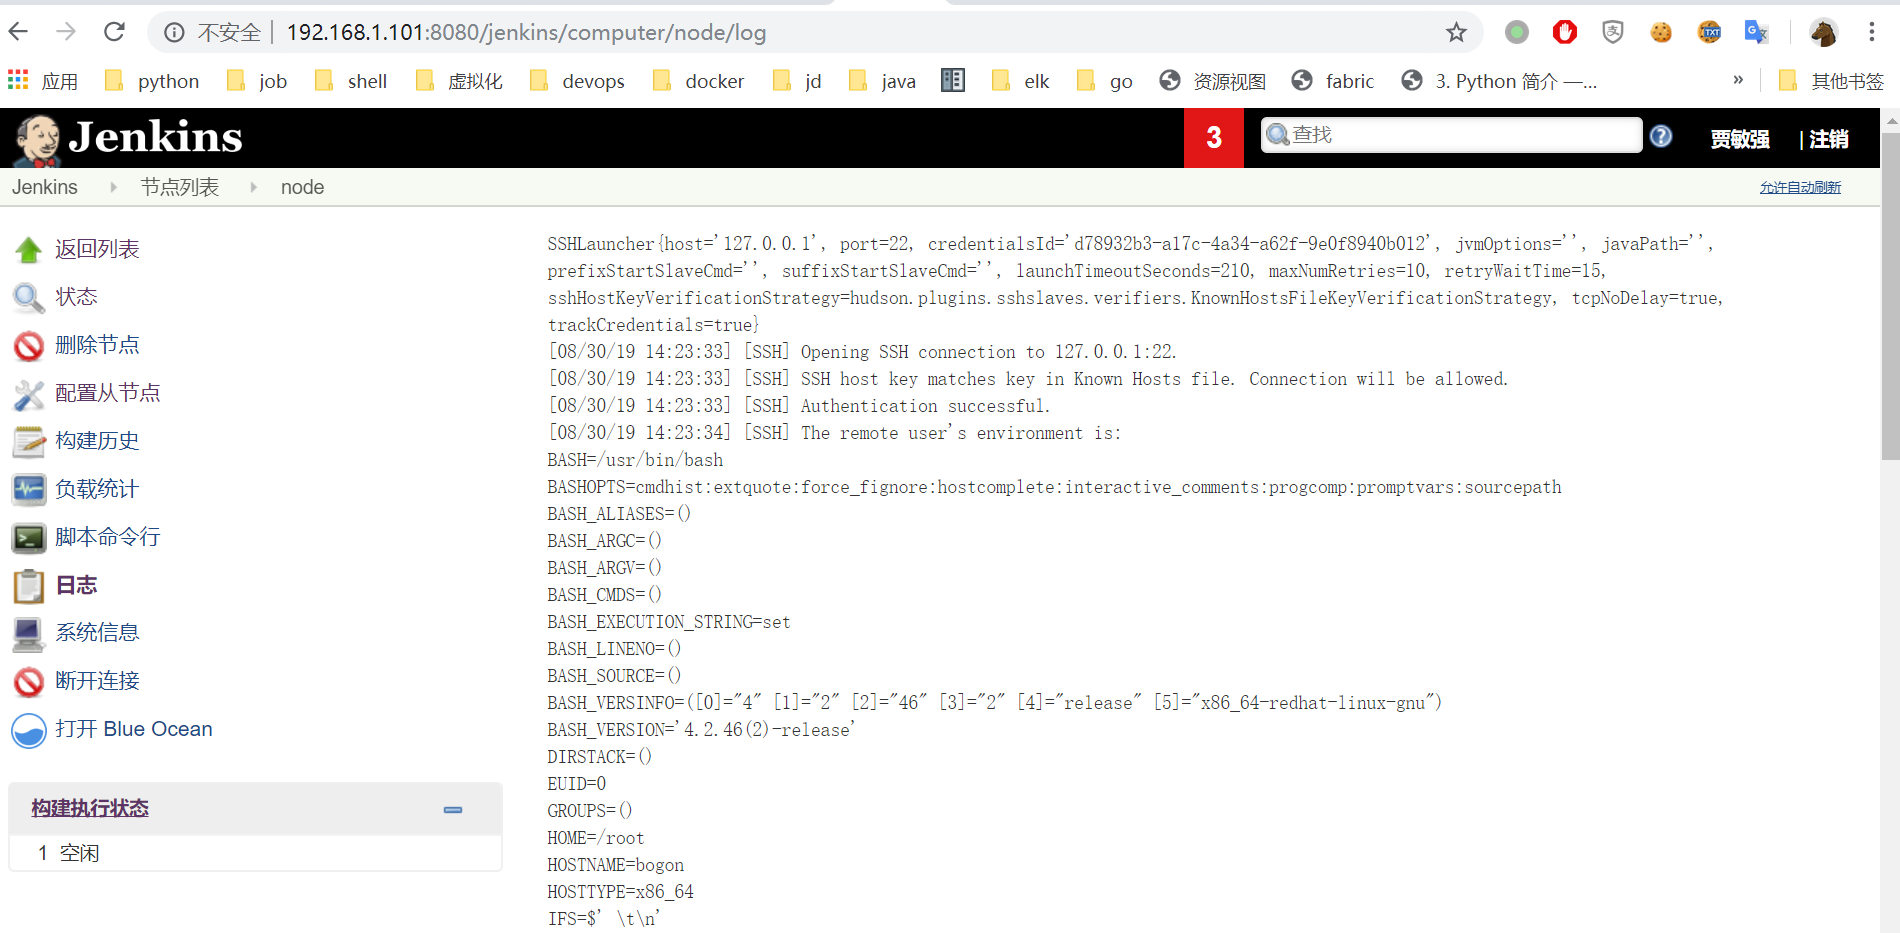 不安全 | 192.168.1.101:8080/jenkins/computer/node/log
应用 python job shell 虚拟化 devops docker jd java elk go 资源视图 fabric 3. Python 简介 —... » 其他书签
Jenkins 3 查找 贾敏强 | 注销
Jenkins 节点列表 node 允许自动刷新
返回列表
状态
删除节点
配置从节点
构建历史
负载统计
脚本命令行
日志
系统信息
断开连接
打开 Blue Ocean
构建执行状态
1 空闲
SSHLauncher{host='127.0.0.1', port=22, credentialsId='d78932b3-a17c-4a34-a62f-9e0f8940b012', jvmOptions='', javaPath='',
prefixStartSlaveCmd='', suffixStartSlaveCmd='', launchTimeoutSeconds=210, maxNumRetries=10, retryWaitTime=15,
sshHostKeyVerificationStrategy=hudson.plugins.sshslaves.verifiers.KnownHostsFileKeyVerificationStrategy, tcpNoDelay=true,
trackCredentials=true}
[08/30/19 14:23:33] [SSH] Opening SSH connection to 127.0.0.1:22.
[08/30/19 14:23:33] [SSH] SSH host key matches key in Known Hosts file. Connection will be allowed.
[08/30/19 14:23:33] [SSH] Authentication successful.
[08/30/19 14:23:34] [SSH] The remote user's environment is:
BASH=/usr/bin/bash
BASHOPTS=cmdhist:extquote:force_fignore:hostcomplete:interactive_comments:progcomp:promptvars:sourcepath
BASH_ALIASES=()
BASH_ARGC=()
BASH_ARGV=()
BASH_CMDS=()
BASH_EXECUTION_STRING=set
BASH_LINENO=()
BASH_SOURCE=()
BASH_VERSINFO=([0]="4" [1]="2" [2]="46" [3]="2" [4]="release" [5]="x86_64-redhat-linux-gnu")
BASH_VERSION='4.2.46(2)-release'
DIRSTACK=()
EUID=0
GROUPS=()
HOME=/root
HOSTNAME=bogon
HOSTTYPE=x86_64
IFS=$' \t\n'